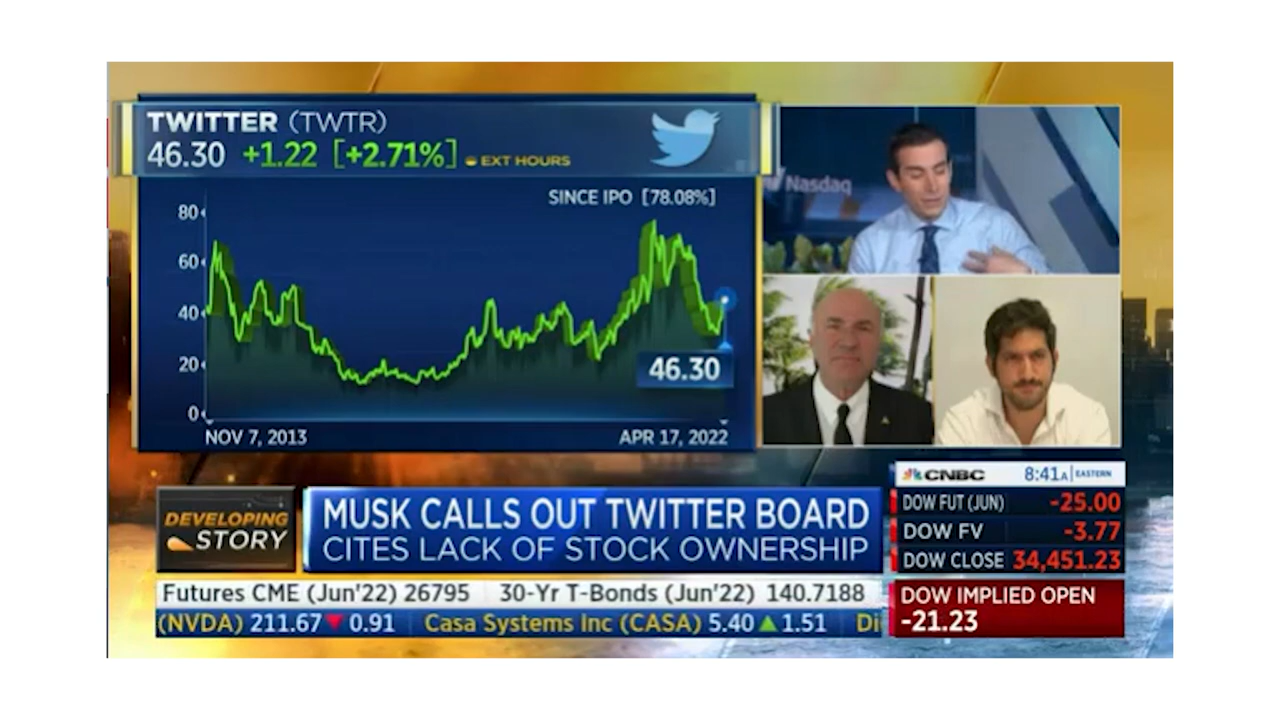 TWITTER (TWTR)
46.30 +1.22 [+2.71%] EXT HOURS
SINCE IPO [78.08%]
80
60
40
20
0
46.30
NOV 7, 2013 APR 17, 2022
Nasdaq
DEVELOPING
STORY
MUSK CALLS OUT TWITTER BOARD
CITES LACK OF STOCK OWNERSHIP
CNBC 8:41A EASTERN
DOW FUT (JUN) -25.00
DOW FV -3.77
DOW CLOSE 34,451.23
DOW IMPLIED OPEN
-21.23
Futures CME (Jun'22) 26795 30-Yr T-Bonds (Jun'22) 140.7188
(NVDA) 211.67▼0.91 Casa Systems Inc (CASA) 5.40▲1.51 Di